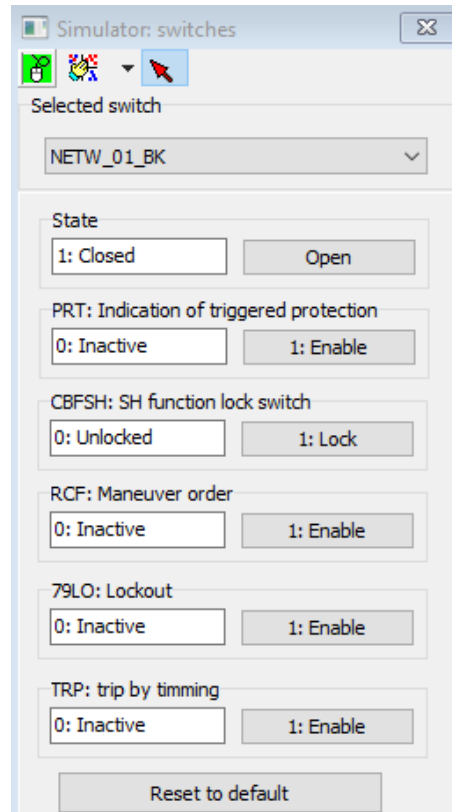 Simulator: switches
Selected switch
NETW_01_BK
State
1: Closed
Open
PRT: Indication of triggered protection
0: Inactive
1: Enable
CBFSH: SH function lock switch
0: Unlocked
1: Lock
RCF: Maneuver order
0: Inactive
1: Enable
79LO: Lockout
0: Inactive
1: Enable
TRP: trip by timming
0: Inactive
1: Enable
Reset to default